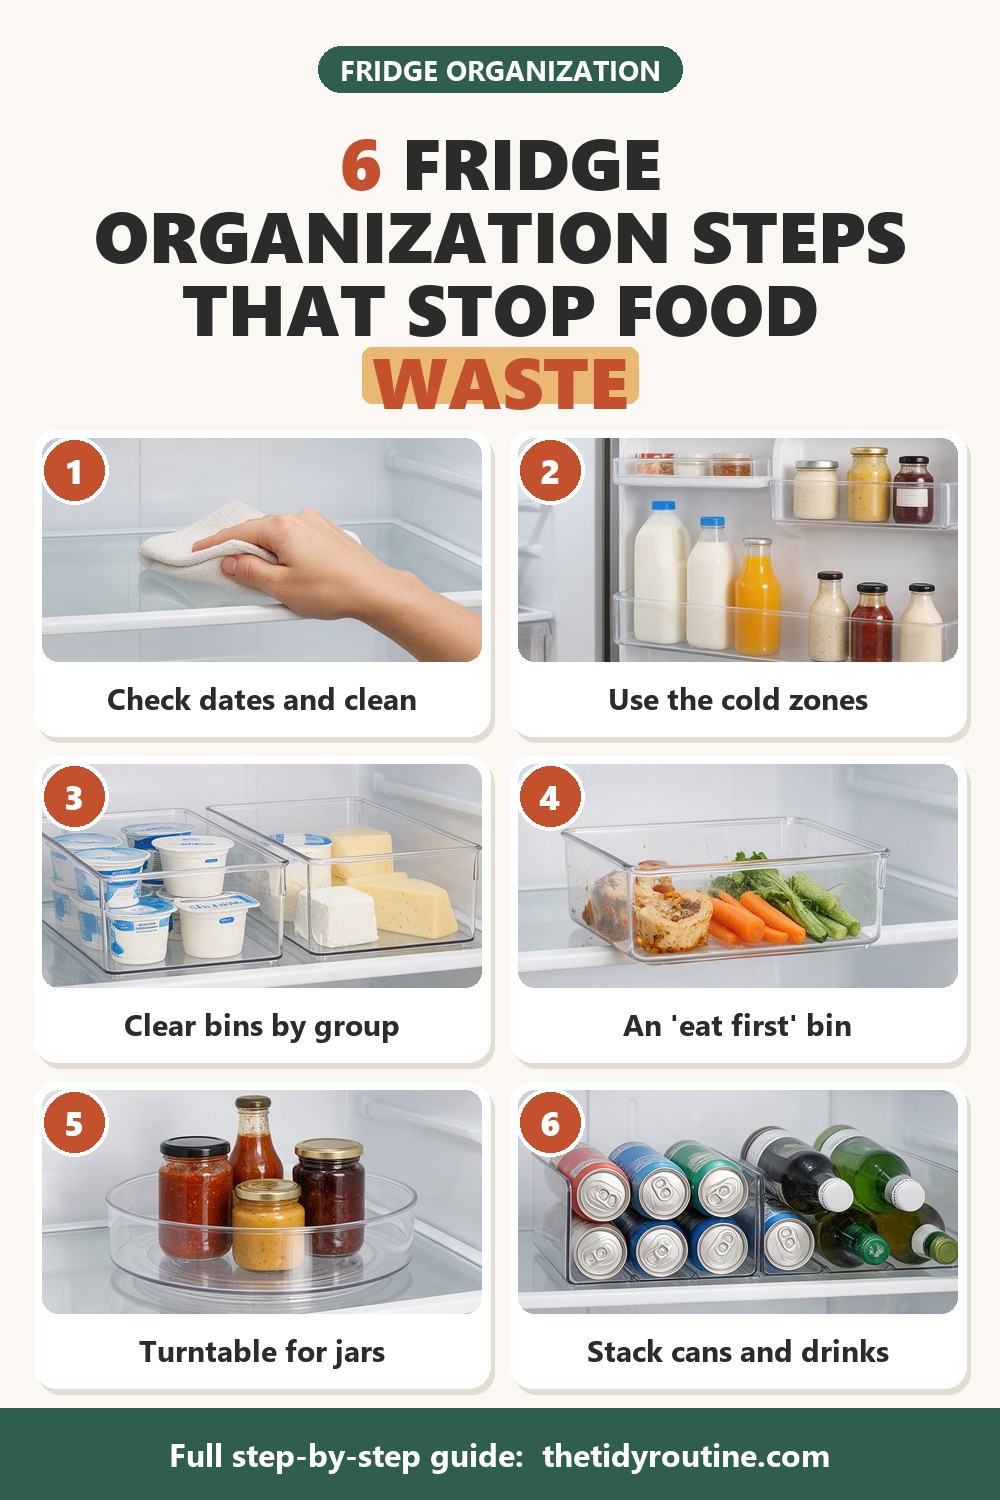 FRIDGE ORGANIZATION
6 FRIDGE
ORGANIZATION STEPS
THAT STOP FOOD
WASTE
1
2
Check dates and clean
Use the cold zones
3
4
Clear bins by group
An 'eat first' bin
5
6
Turntable for jars
Stack cans and drinks
Full step-by-step guide: thetidyroutine.com